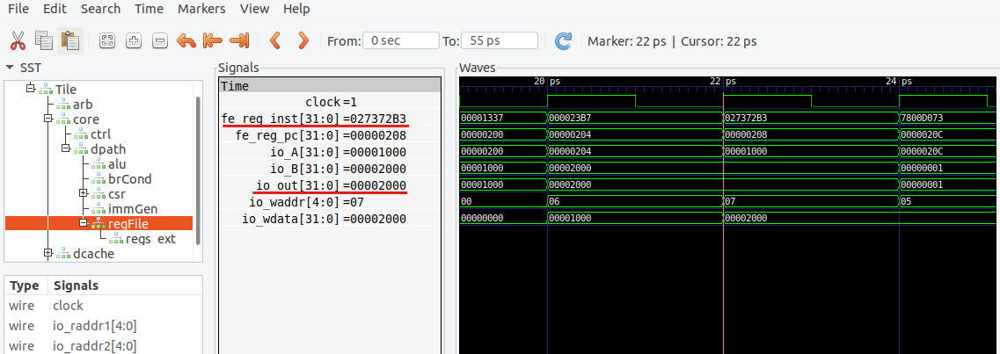 File Edit Search Time Markers View Help
From: 0 sec To: 55 ps Marker: 22 ps | Cursor: 22 ps
SST
Tile
arb
core
ctrl
dpath
alu
brCond
csr
immGen
regFile
regs_ext
dcache
Type Signals
wire clock
wire io_raddr1[4:0]
wire io_raddr2[4:0]
Signals
Time
clock =1
fe_reg_inst[31:0] =027372B3
fe_reg_pc[31:0] =00000208
io_A[31:0] =00001000
io_B[31:0] =00002000
io_out[31:0] =00002000
io_waddr[4:0] =07
io_wdata[31:0] =00002000
Waves
20 ps 22 ps 24 ps
00001337 000023B7 027372B3 7800D073
00000200 00000204 00000208 0000020C
00000200 00000204 00001000 0000020C
00001000 00002000 00000001
00001000 00002000 00000001
00 06 07 05
00000000 00001000 00002000